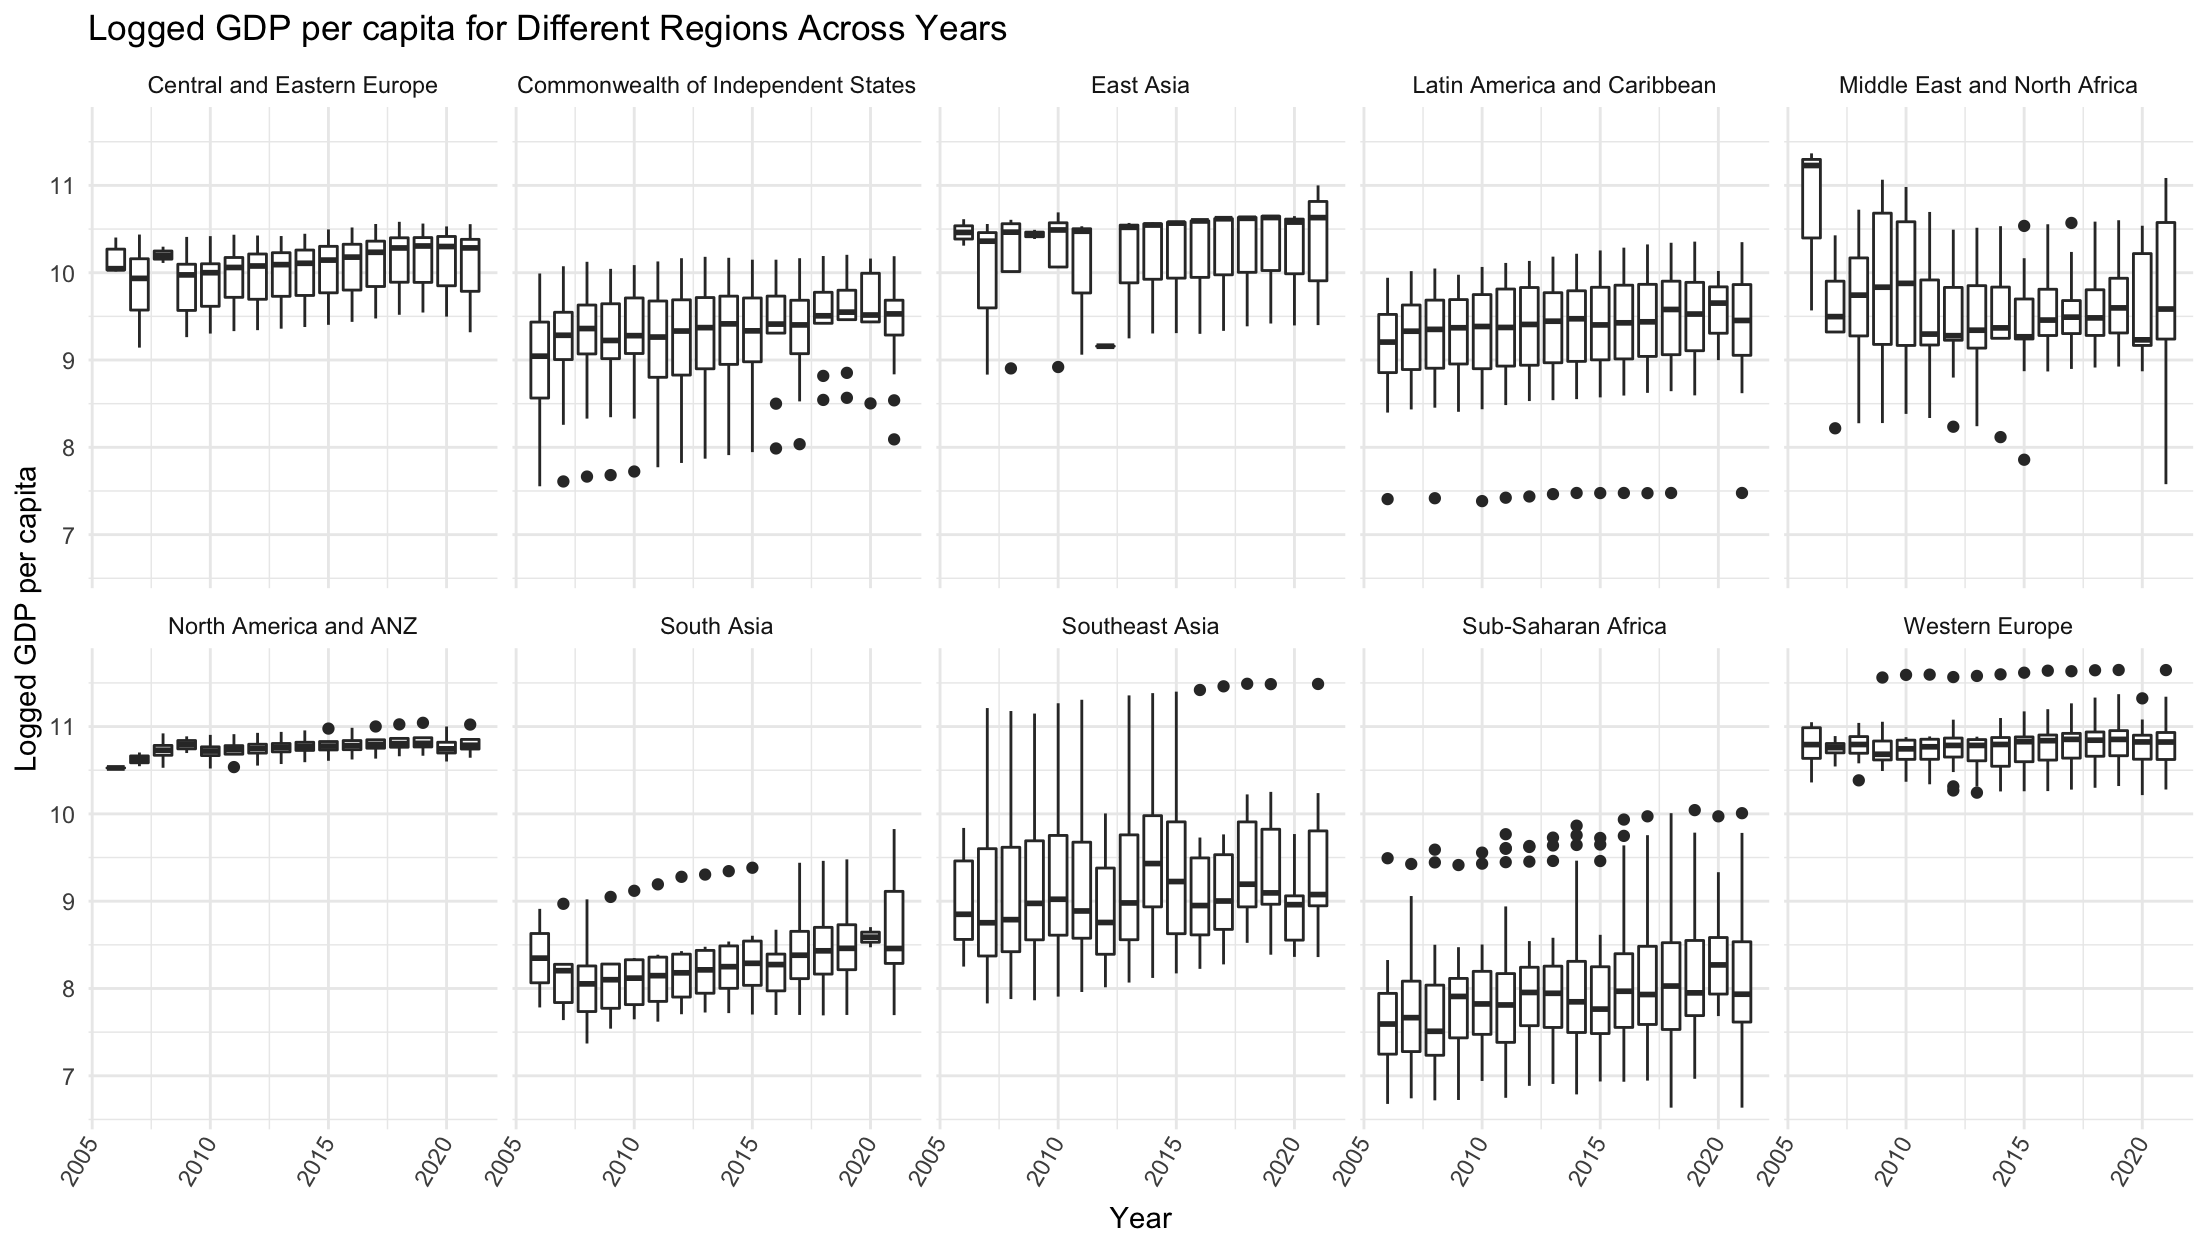 Logged GDP per capita for Different Regions Across Years
Central and Eastern Europe
Commonwealth of Independent States
East Asia
Latin America and Caribbean
Middle East and North Africa
11
10
9
8
7
Logged GDP per capita
North America and ANZ
South Asia
Southeast Asia
Sub-Saharan Africa
Western Europe
11
10
9
8
7
2005 2010 2015 2020 2005 2010 2015 2020 2005 2010 2015 2020 2005 2010 2015 2020 2005 2010 2015 2020
Year